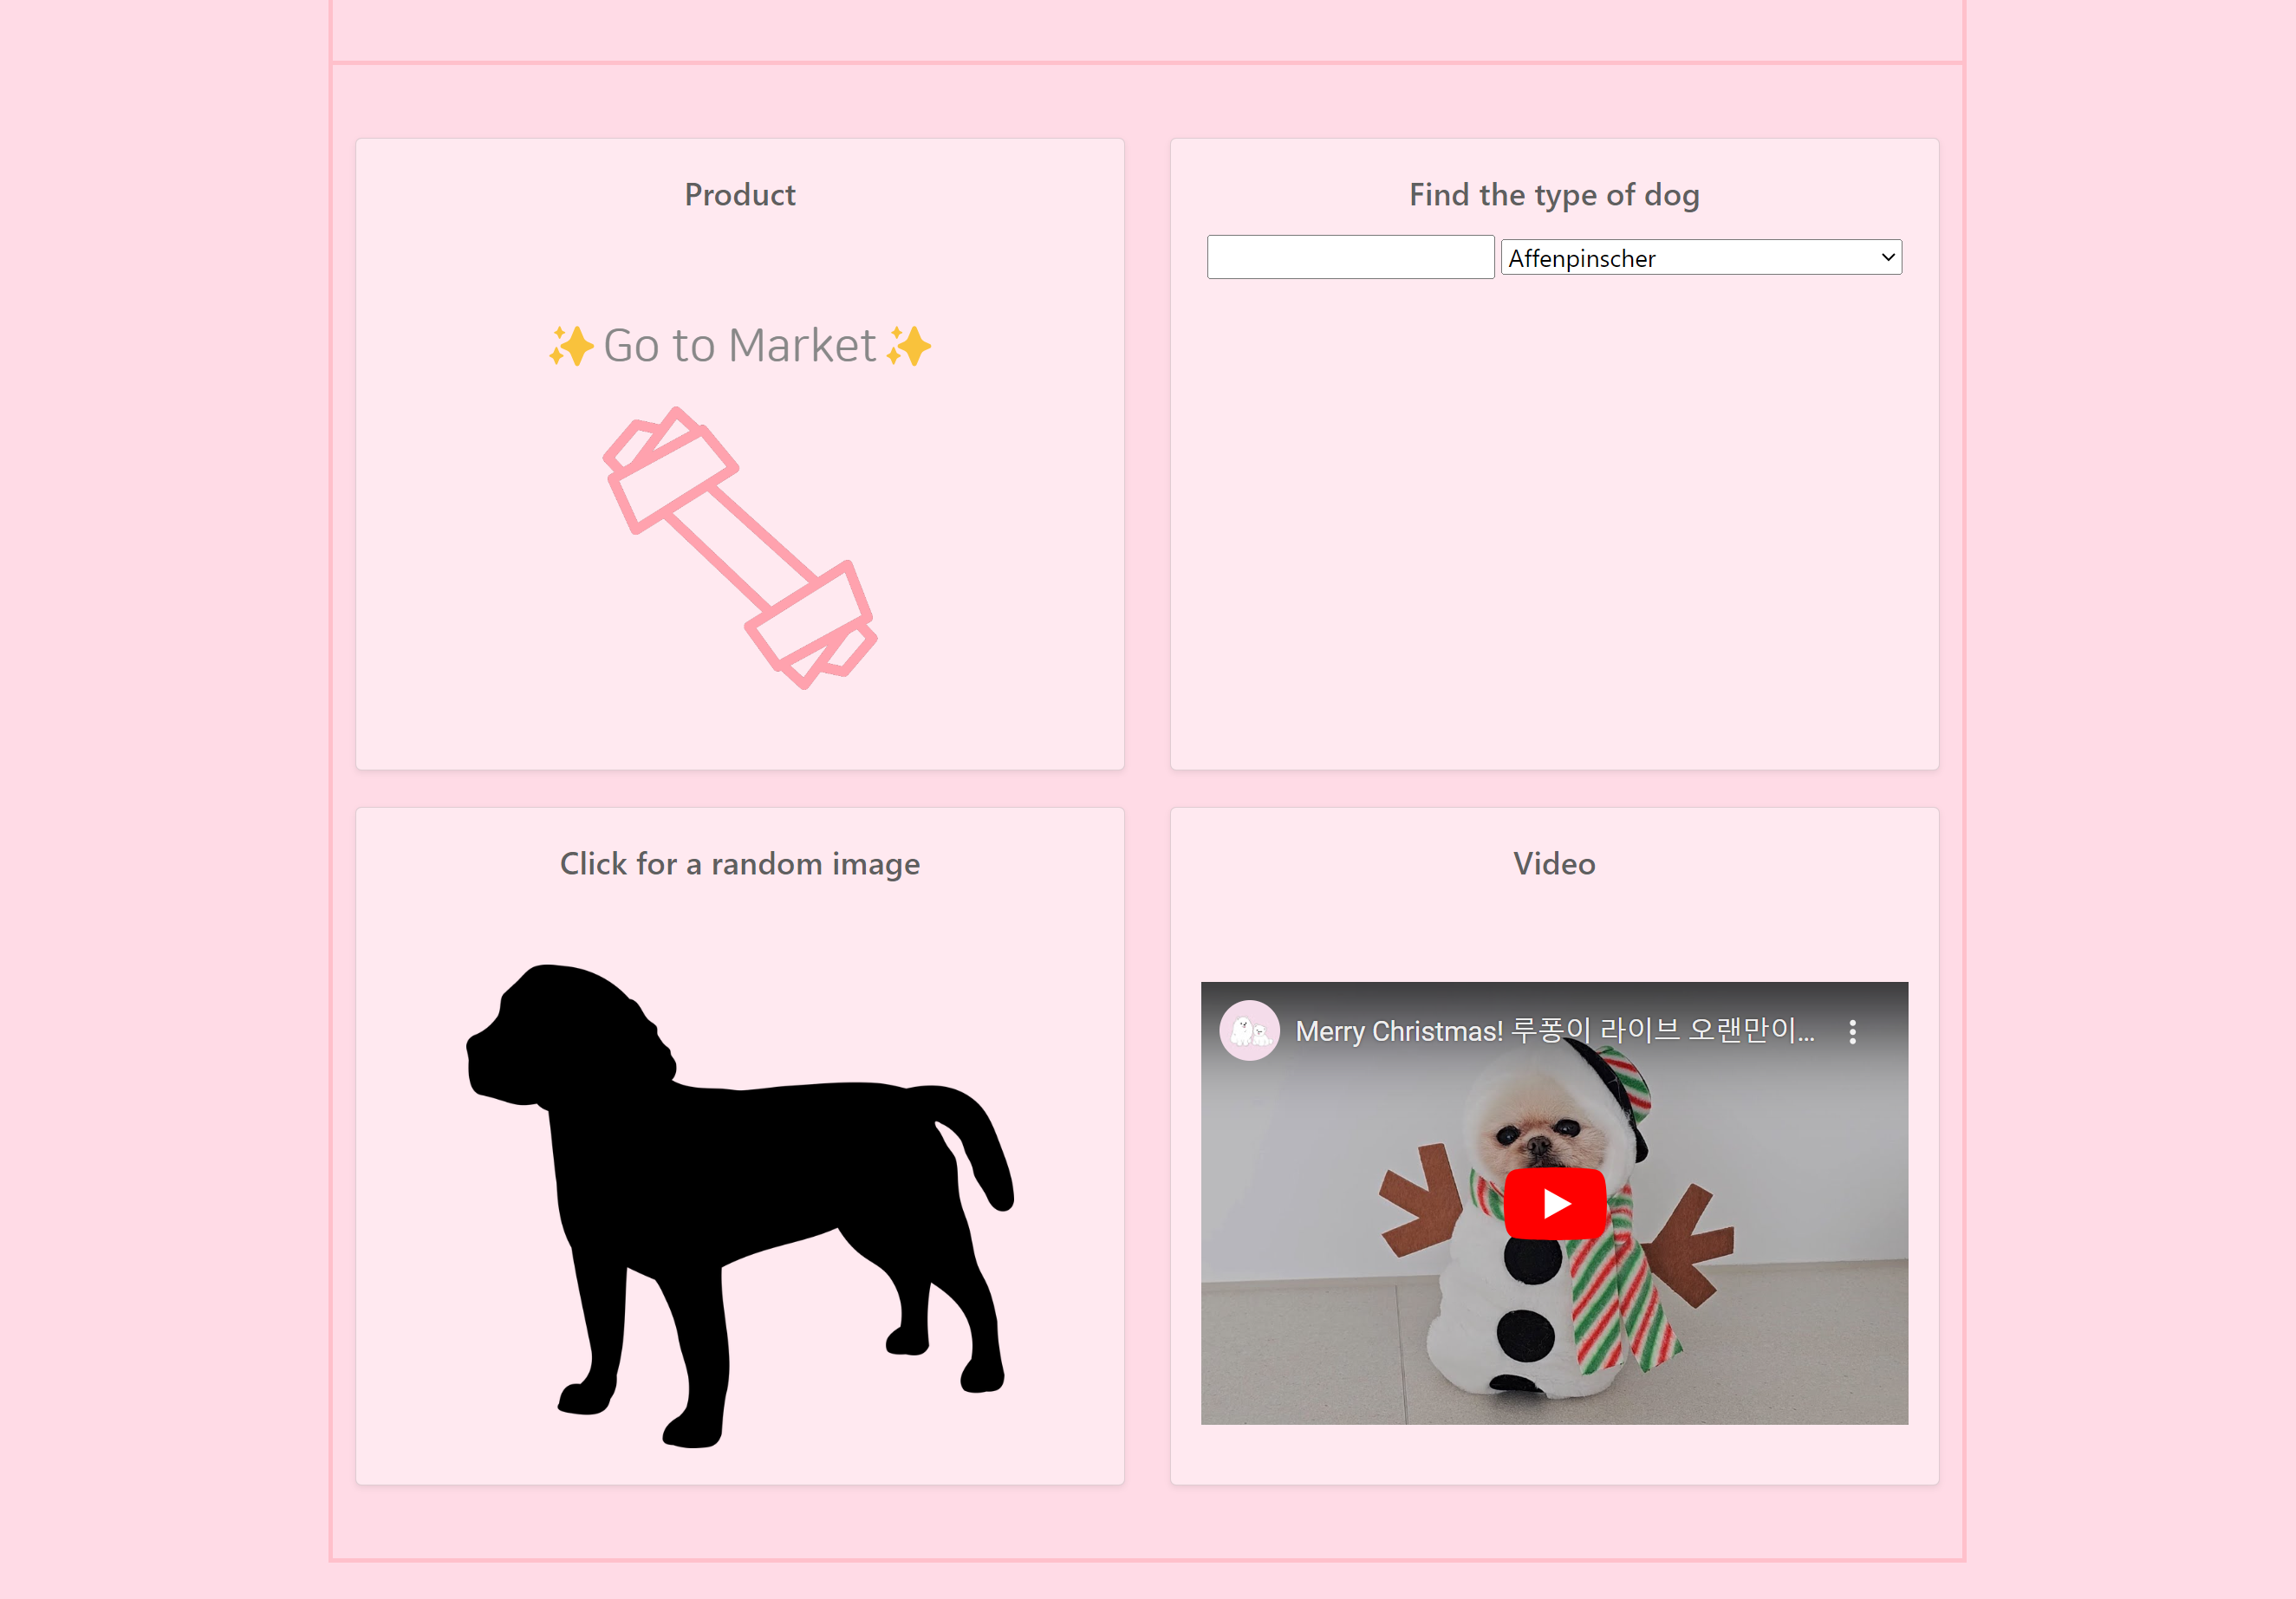 Product
✨ Go to Market ✨
Find the type of dog
Affenpinscher
Click for a random image
Video
Merry Christmas! 루퐁이 라이브 오랜만이...